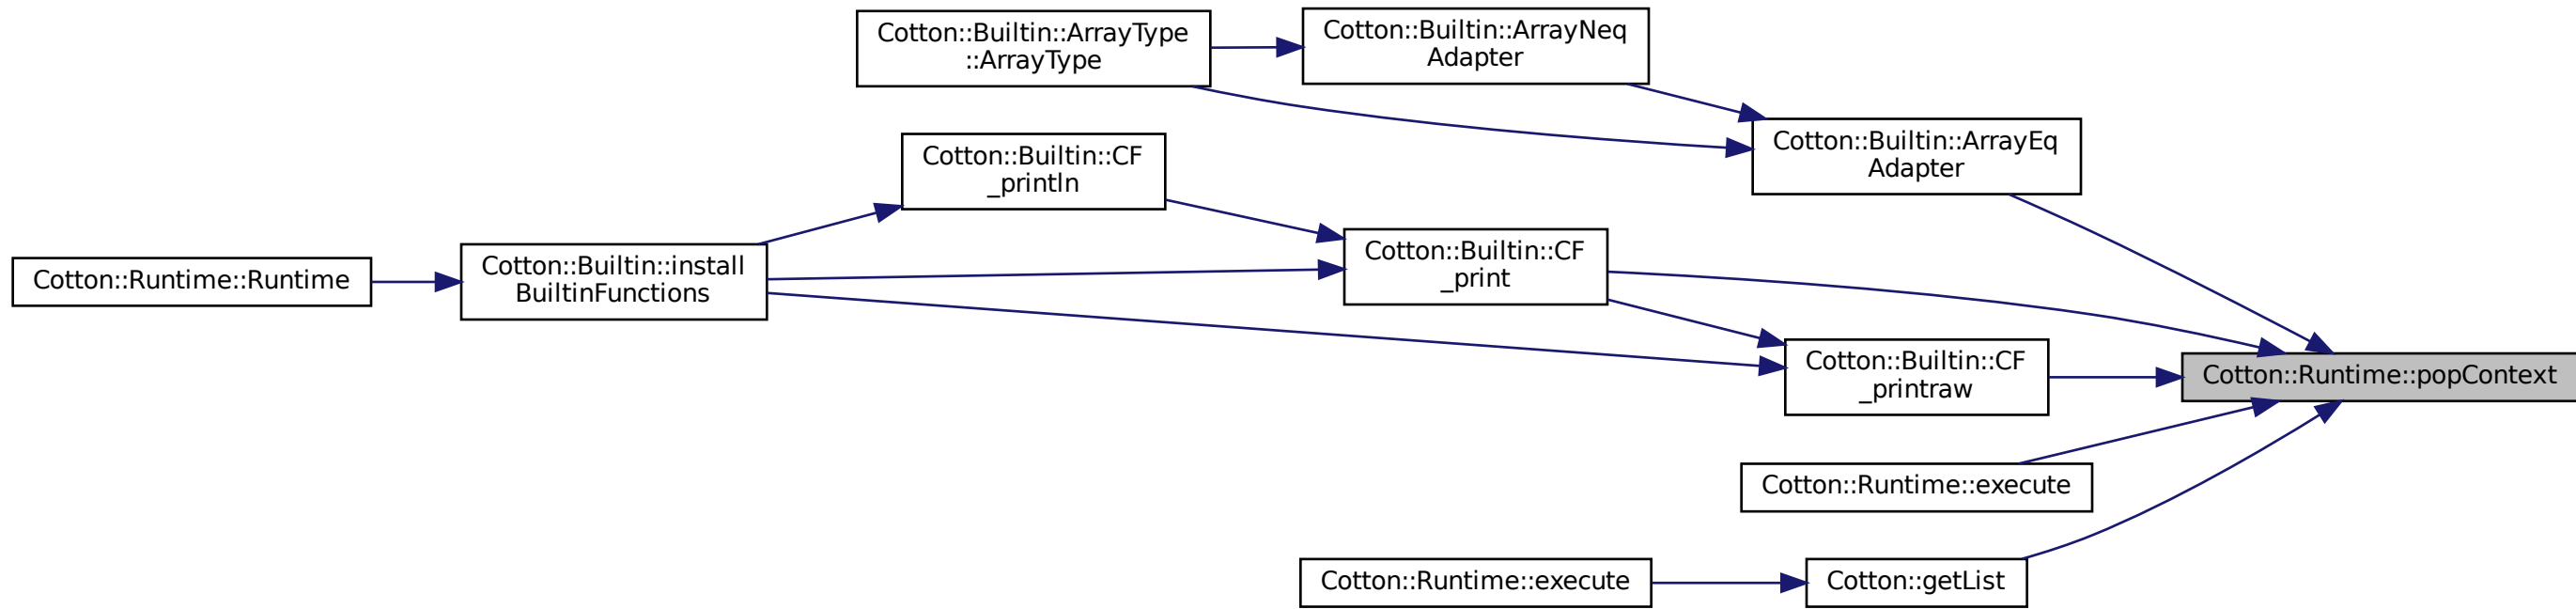 Cotton::Builtin::ArrayType
::ArrayType
Cotton::Builtin::ArrayNeq
Adapter
Cotton::Builtin::ArrayEq
Adapter
Cotton::Builtin::CF
_println
Cotton::Builtin::CF
_print
Cotton::Runtime::Runtime
Cotton::Builtin::install
BuiltinFunctions
Cotton::Builtin::CF
_printraw
Cotton::Runtime::popContext
Cotton::Runtime::execute
Cotton::Runtime::execute
Cotton::getList